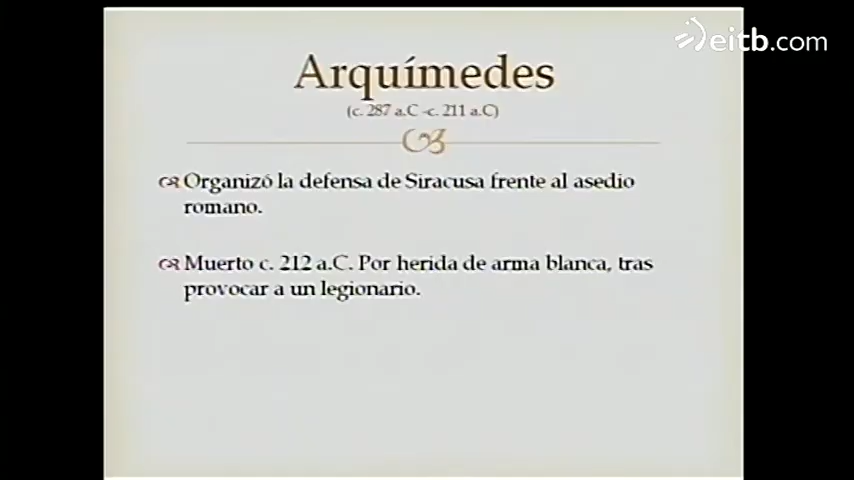 eitb.com
Arquímedes
(c. 287 a.C -c. 211 a.C)
Organizó la defensa de Siracusa frente al asedio
romano.
Muerto c. 212 a.C. Por herida de arma blanca, tras
provocar a un legionario.